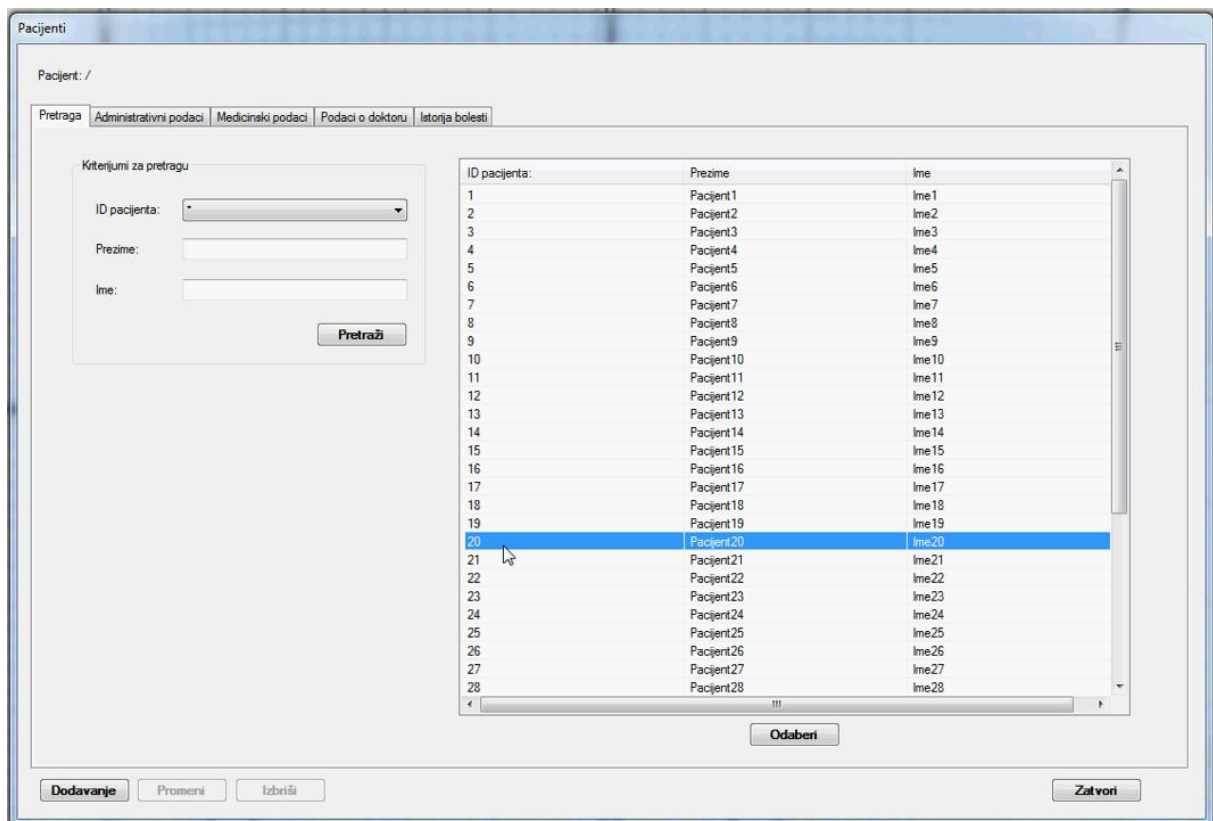 Pacijenti
Pacijent: /
Pretraga Administrativni podaci Medicinski podaci Podaci o doktoru Istorija bolesti
Kriterijumi za pretragu
ID pacijenta: *
Prezime:
Ime:
Pretraži
ID pacijenta: Prezime Ime
1 Pacijent1 Ime1
2 Pacijent2 Ime2
3 Pacijent3 Ime3
4 Pacijent4 Ime4
5 Pacijent5 Ime5
6 Pacijent6 Ime6
7 Pacijent7 Ime7
8 Pacijent8 Ime8
9 Pacijent9 Ime9
10 Pacijent10 Ime10
11 Pacijent11 Ime11
12 Pacijent12 Ime12
13 Pacijent13 Ime13
14 Pacijent14 Ime14
15 Pacijent15 Ime15
16 Pacijent16 Ime16
17 Pacijent17 Ime17
18 Pacijent18 Ime18
19 Pacijent19 Ime19
20 Pacijent20 Ime20
21 Pacijent21 Ime21
22 Pacijent22 Ime22
23 Pacijent23 Ime23
24 Pacijent24 Ime24
25 Pacijent25 Ime25
26 Pacijent26 Ime26
27 Pacijent27 Ime27
28 Pacijent28 Ime28
Odaberi
Dodavanje Promeni Izbriši Zatvori